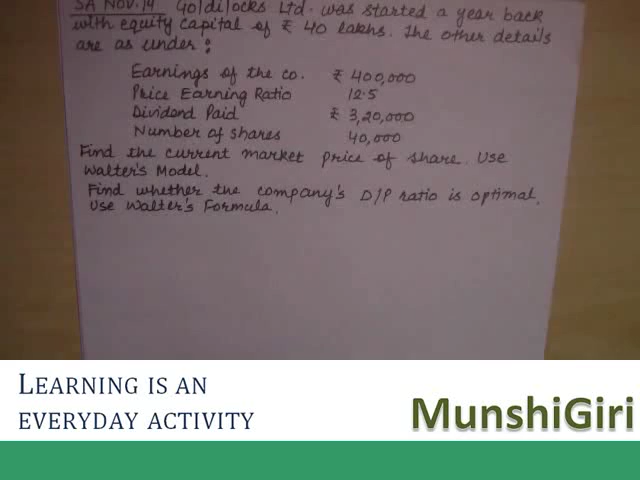 SA NOV.14 Goldilocks Ltd. was started a year back
with equity capital of ₹ 40 lakhs. The other details
are as under:
Earnings of the co. ₹ 400,000
Price Earning Ratio 12.5
Dividend Paid ₹ 3,20,000
Number of shares 40,000
Find the current market price of share. Use
Walter's Model.
Find whether the company's D/P ratio is optimal.
Use Walter's Formula.
LEARNING IS AN
EVERYDAY ACTIVITY
MunshiGiri